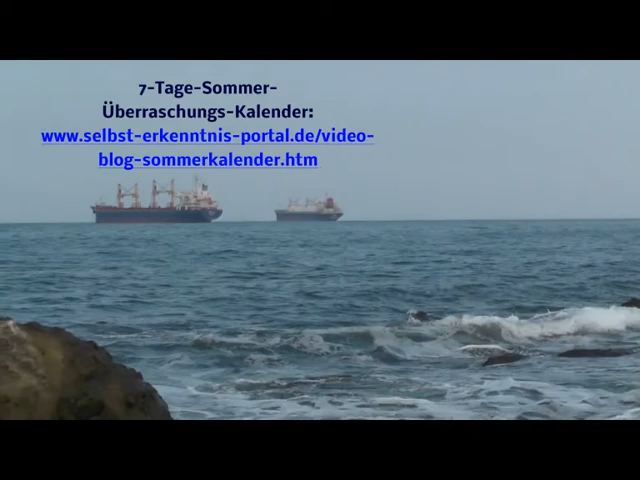 7-Tage-Sommer-
Überraschungs-Kalender:
www.selbst-erkenntnis-portal.de/video-
blog-sommerkalender.htm